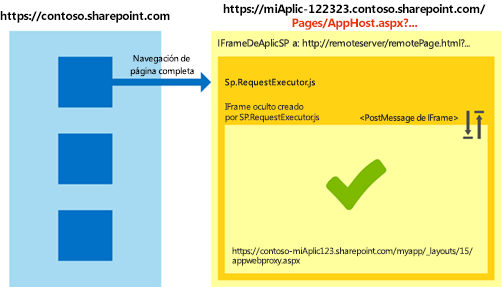 https://contoso.sharepoint.com
https://miAplic-122323.contoso.sharepoint.com/
Pages/AppHost.aspx?...
IFrameDeAplicSP a: http://remoteserver/remotePage.html?...
Navegación de
página completa
Sp.RequestExecutor.js
IFrame oculto creado
por SP.RequestExecutor.js
<PostMessage de IFrame>
https://contoso-miAplic123.sharepoint.com/myapp/_layouts/15/
appwebproxy.aspx